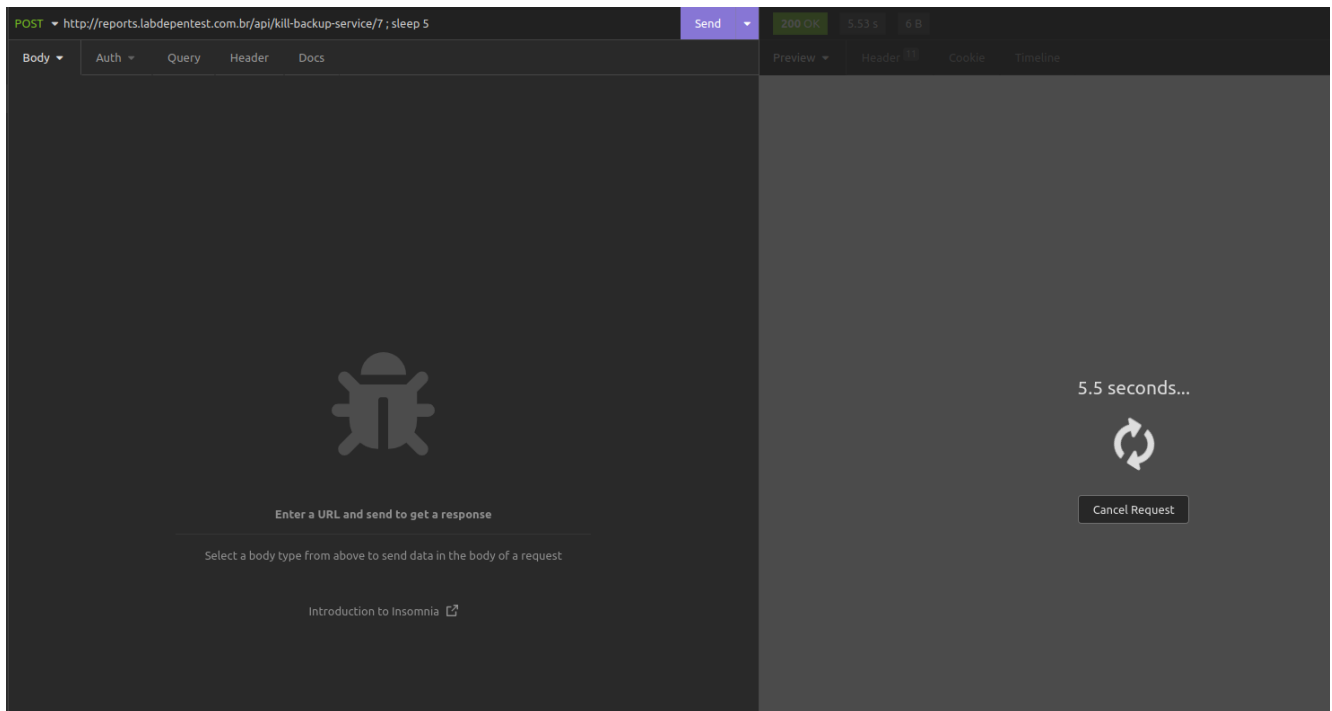 POST http://reports.labdepentest.com.br/api/kill-backup-service/7 ; sleep 5 Send 200 OK 5.53 s 6 B
Body Auth Query Header Docs Preview Header Cookie Timeline
5.5 seconds...
Cancel Request
Enter a URL and send to get a response
Select a body type from above to send data in the body of a request
Introduction to Insomnia